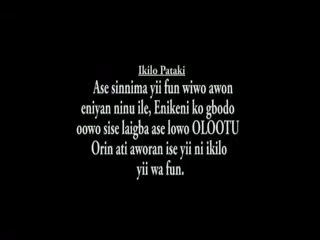 Ikilo Pataki
Ase sinnima yii fun wiwo awon
eniyan ninu ile, Enikeni ko gbodo
oowo sise laigba ase lowo OLOOTU
Orin ati aworan ise yii ni ikilo
yii wa fun.